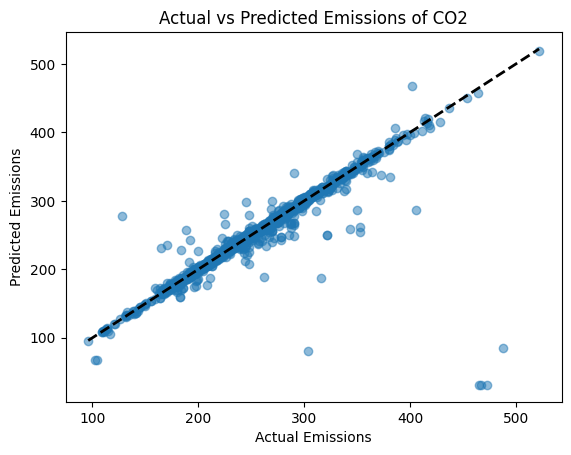 Actual vs Predicted Emissions of CO2
500
400
300
200
100
Predicted Emissions
100 200 300 400 500
Actual Emissions